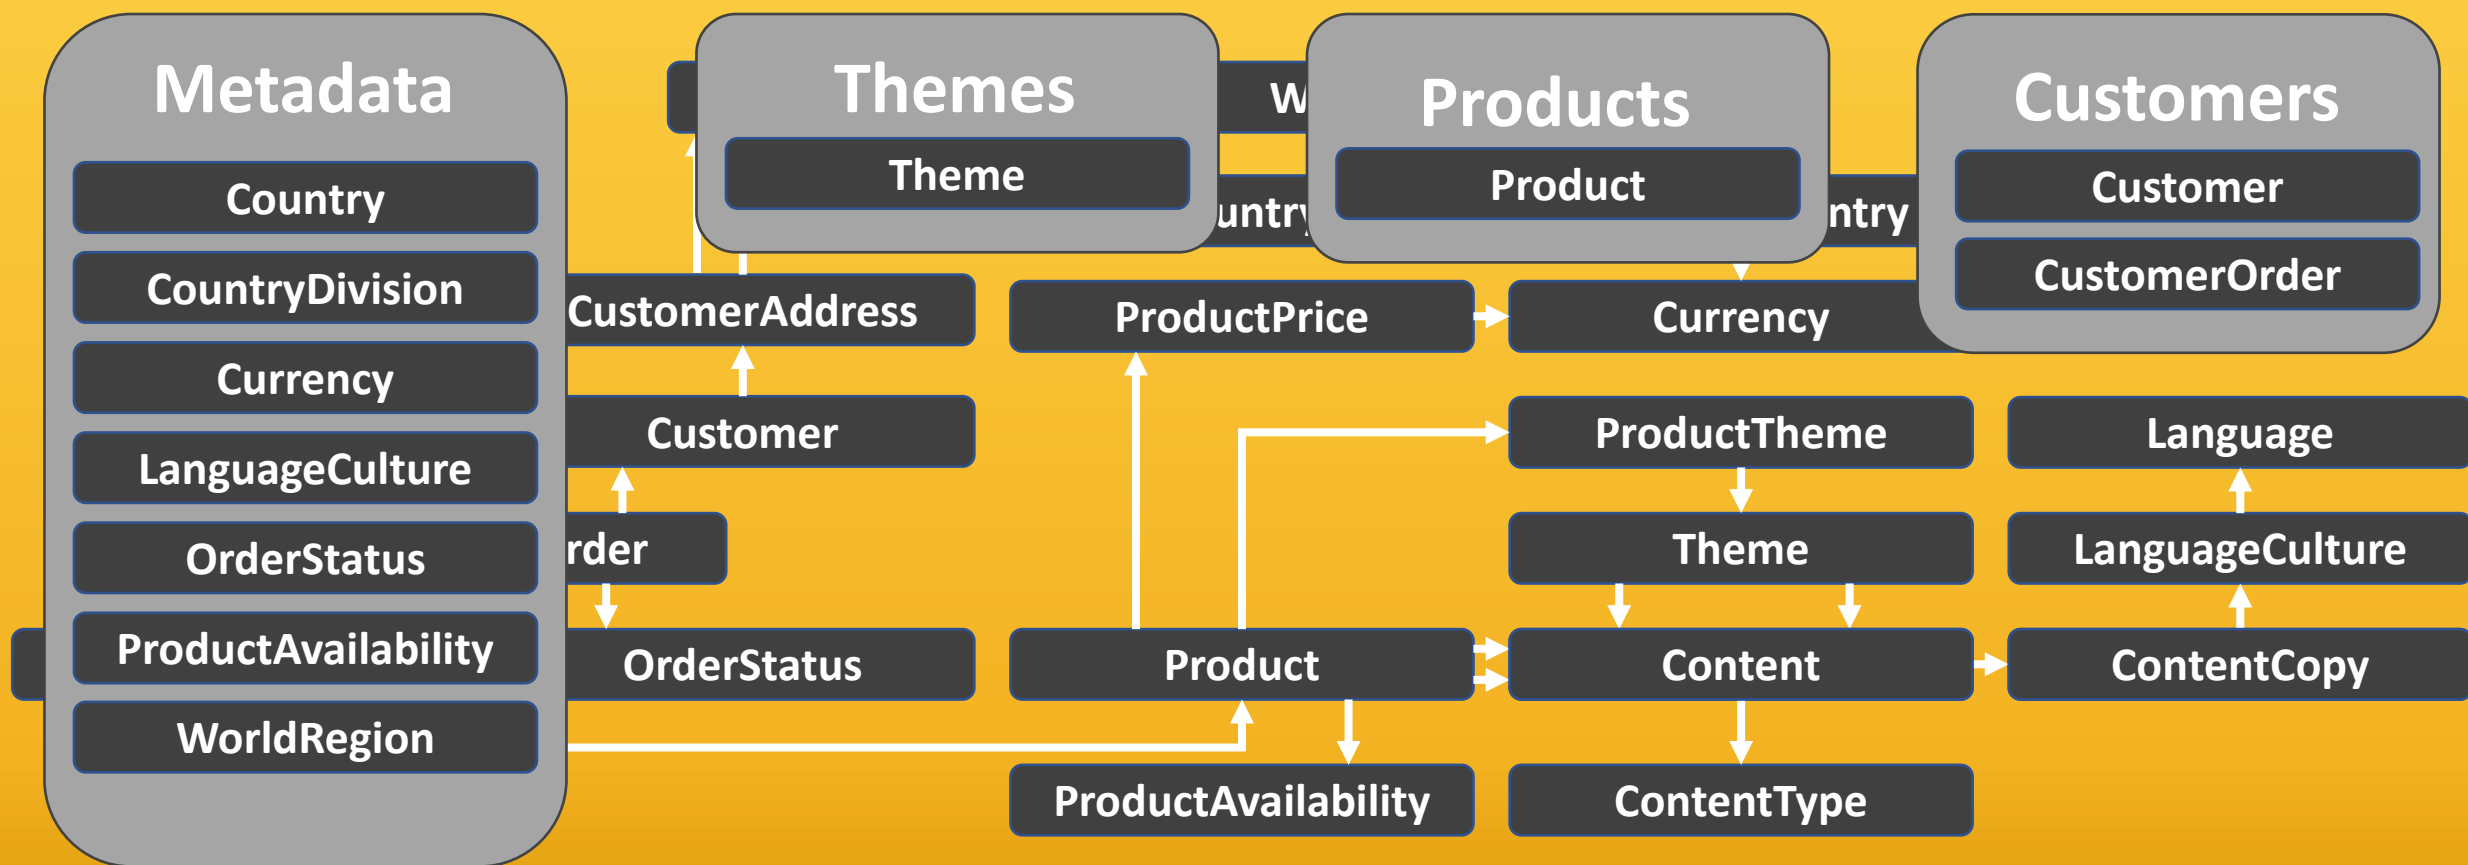 Metadata
Country
CountryDivision
Currency
LanguageCulture
OrderStatus
ProductAvailability
WorldRegion
Themes
Theme
Products
Product
Customers
Customer
CustomerOrder
CustomerAddress
ProductPrice
Currency
Customer
ProductTheme
Language
Theme
LanguageCulture
OrderStatus
Product
Content
ContentCopy
ProductAvailability
ContentType